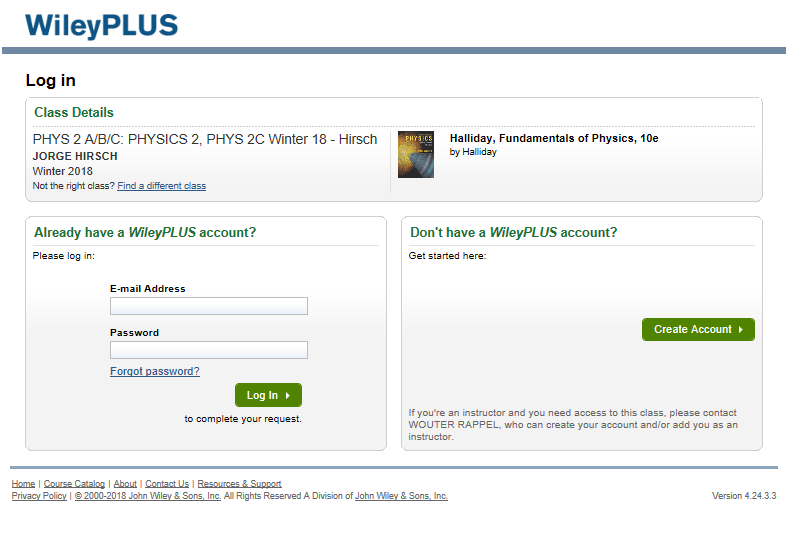 WileyPLUS
Log in
Class Details
PHYS 2 A/B/C: PHYSICS 2, PHYS 2C Winter 18 - Hirsch
JORGE HIRSCH
Winter 2018
Not the right class? Find a different class
PHYSICS
Halliday, Fundamentals of Physics, 10e
by Halliday
Already have a WileyPLUS account?
Please log in:
E-mail Address
Password
Forgot password?
Log In
to complete your request.
Don't have a WileyPLUS account?
Get started here:
Create Account
If you're an instructor and you need access to this class, please contact
WOUTER RAPPEL, who can create your account and/or add you as an
instructor.
Home | Course Catalog | About | Contact Us | Resources & Support
Privacy Policy | © 2000-2018 John Wiley & Sons, Inc. All Rights Reserved A Division of John Wiley & Sons, Inc.
Version 4.24.3.3